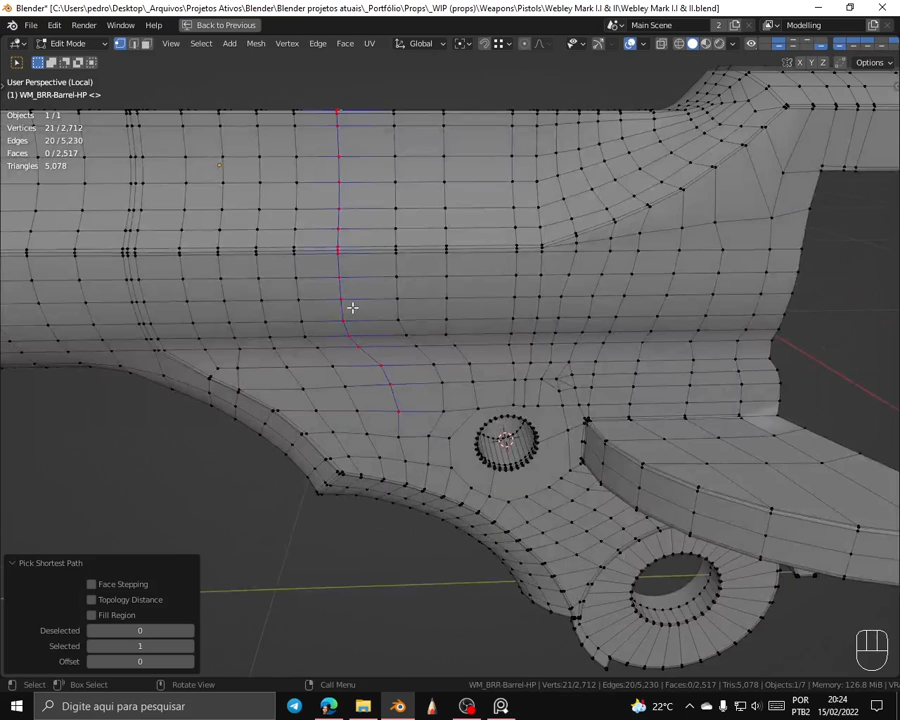 Blender* [C:\Users\pedro\Desktop\_Arquivos\Projetos Ativos\Blender\Blender projetos atuais\_Portfólio\Props\_WIP (props)\Weapons\Pistols\Webley Mark I.I & II\Webley Mark I.I & II.blend]
File Edit Render Window Help Back to Previous Main Scene 2 Modelling
Edit Mode View Select Add Mesh Vertex Edge Face UV Global
X Y Z Options
User Perspective (Local)
(1) WM_BRR-Barrel-HP <>
Objects 1/1
Vertices 21/2,712
Edges 20/5,230
Faces 0/2,517
Triangles 5,078
Pick Shortest Path
Face Stepping
Topology Distance
Fill Region
Deselected 0
Selected 1
Offset 0
Select Box Select Rotate View Call Menu WM_BRR-Barrel-HP | Verts:21/2,712 | Edges:20/5,230 | Faces:0/2,517 | Tris:5,078 | Objects:1/7 | Memory: 126.8 MiB | VR
Digite aqui para pesquisar 22°C POR PTB2 20:24 15/02/2022